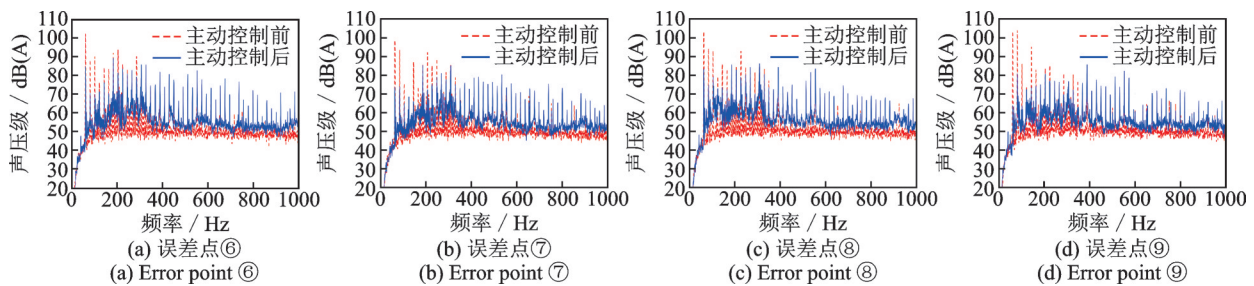 声压级 / dB(A)
110
100
90
80
70
60
50
40
30
20
主动控制前
主动控制后
0 200 400 600 800 1000
频率 / Hz
(a) 误差点⑥
(a) Error point ⑥
声压级 / dB(A)
110
100
90
80
70
60
50
40
30
20
主动控制前
主动控制后
0 200 400 600 800 1000
频率 / Hz
(b) 误差点⑦
(b) Error point ⑦
声压级 / dB(A)
110
100
90
80
70
60
50
40
30
20
主动控制前
主动控制后
0 200 400 600 800 1000
频率 / Hz
(c) 误差点⑧
(c) Error point ⑧
声压级 / dB(A)
110
100
90
80
70
60
50
40
30
20
主动控制前
主动控制后
0 200 400 600 800 1000
频率 / Hz
(d) 误差点⑨
(d) Error point ⑨